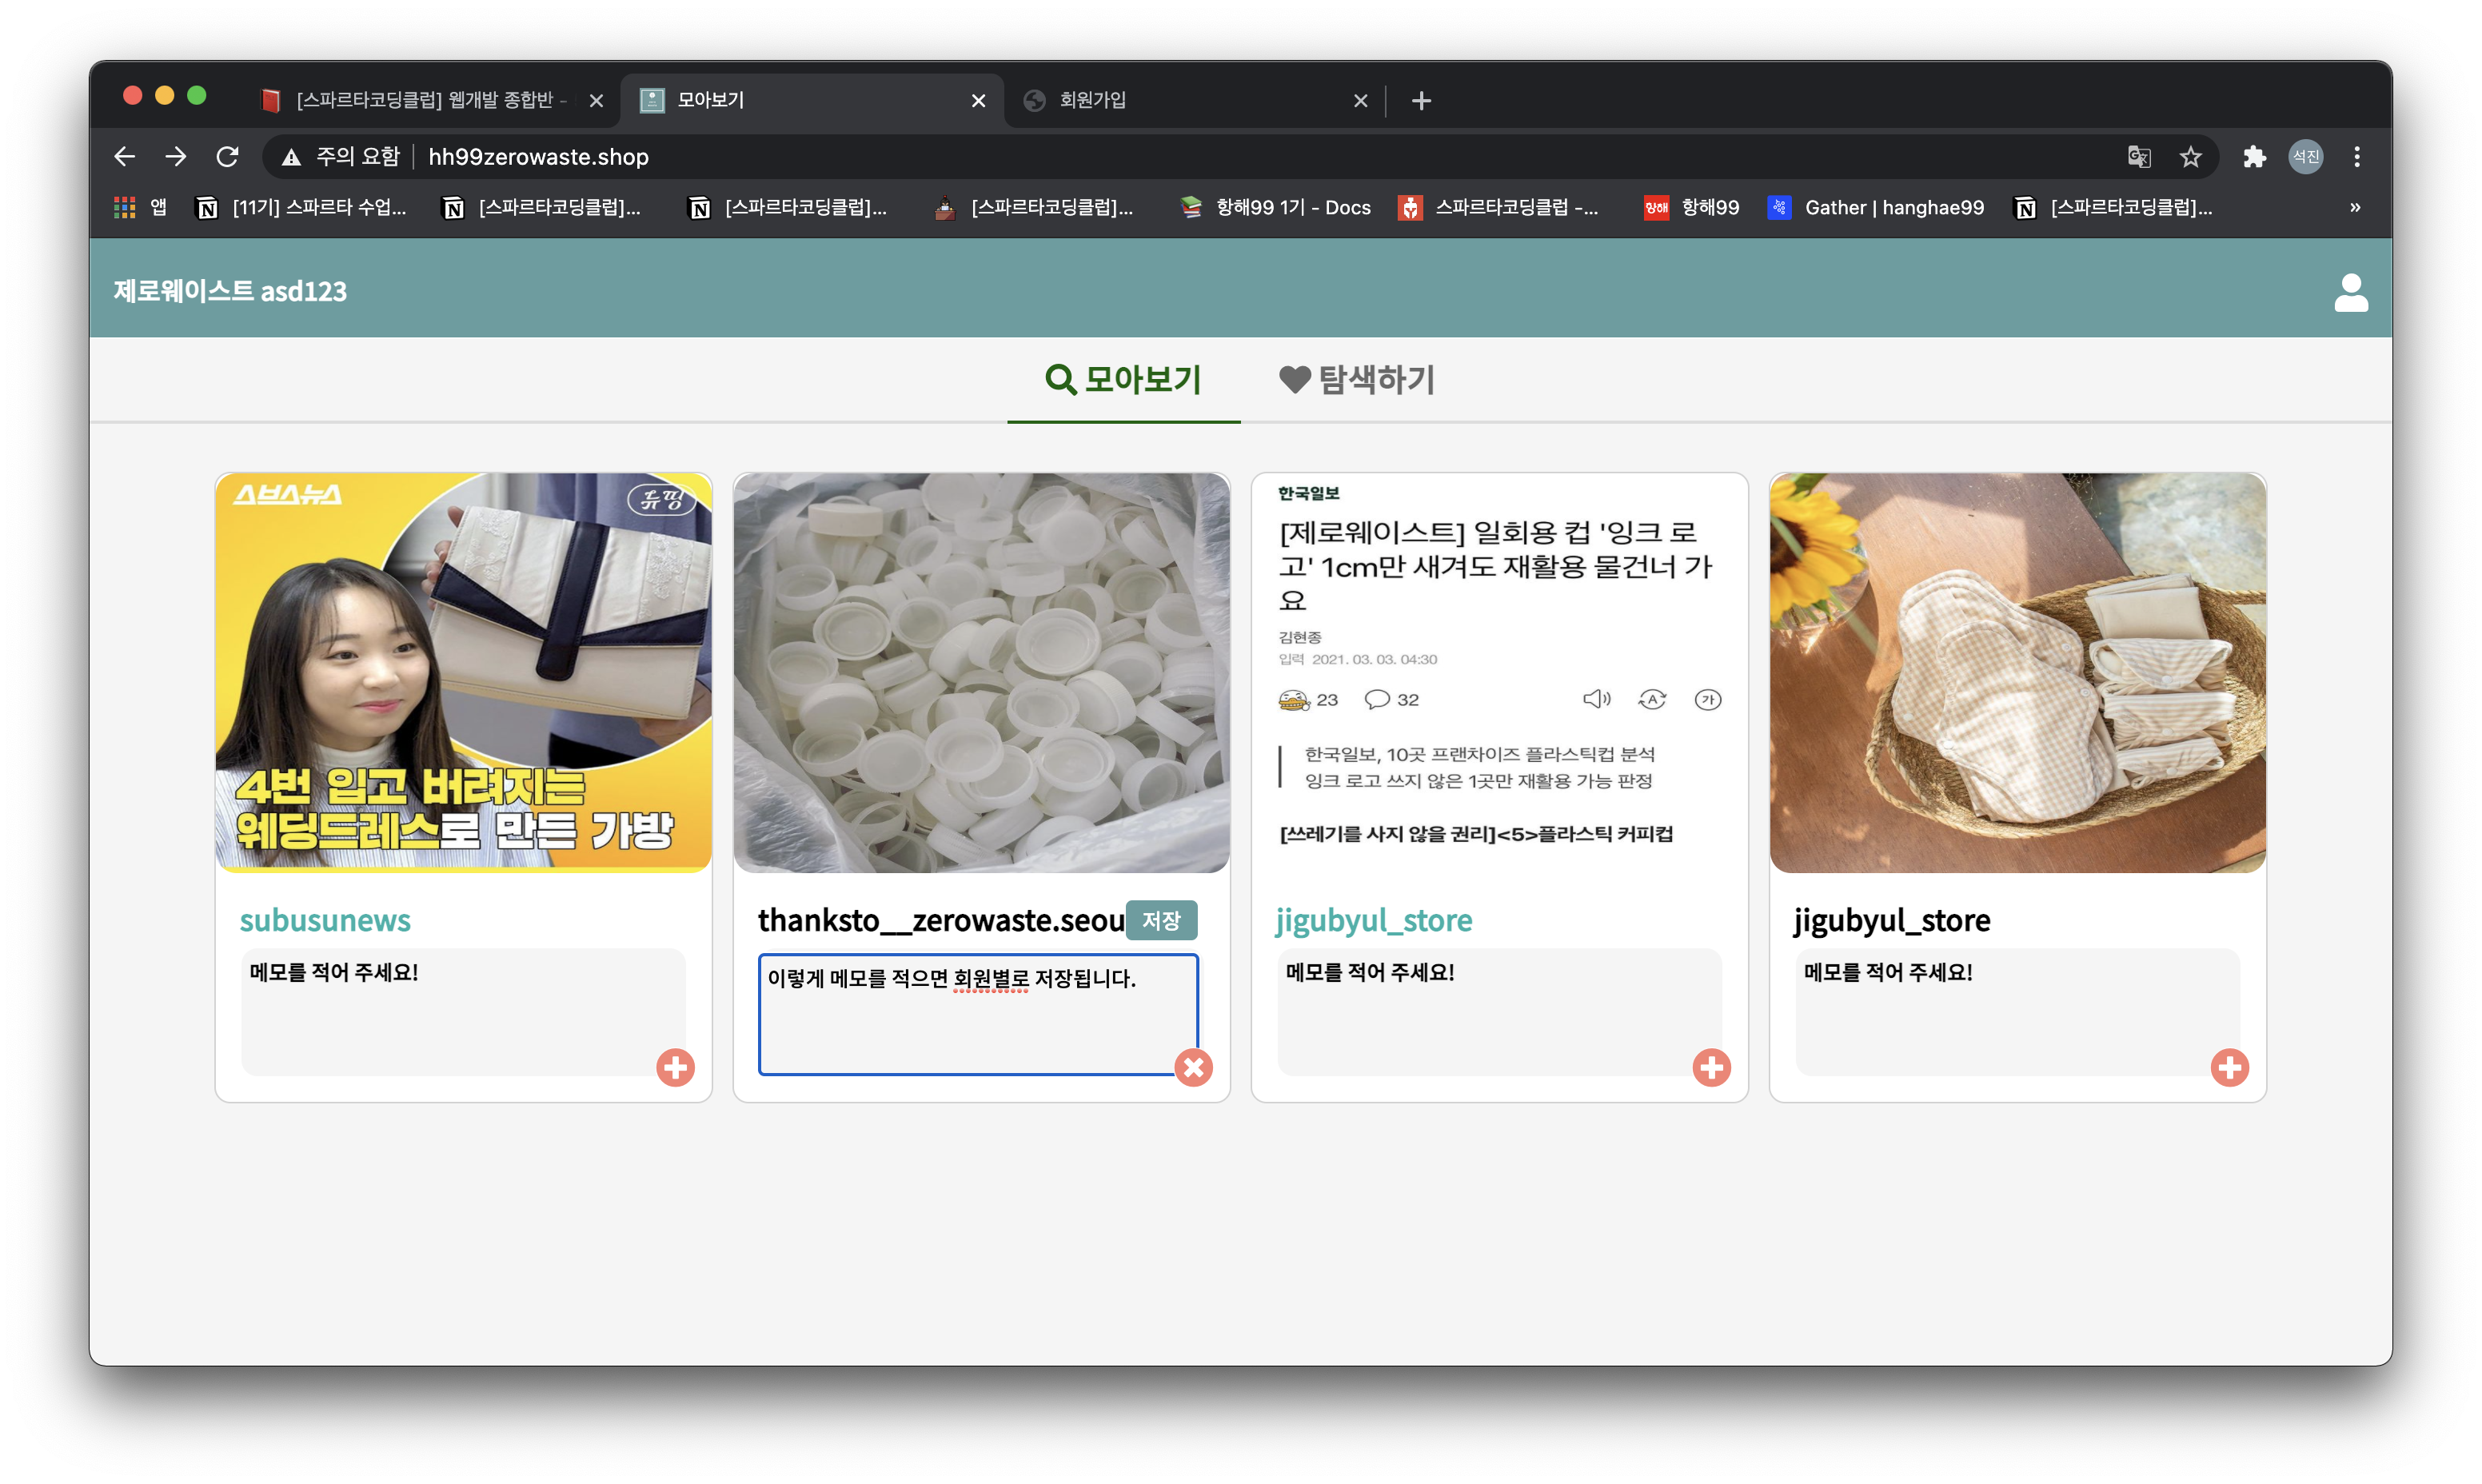 [스파르타코딩클럽] 웹개발 종합반 -
모아보기
회원가입
주의 요함
hh99zerowaste.shop
석진
앱
[11기] 스파르타 수업...
[스파르타코딩클럽]...
[스파르타코딩클럽]...
[스파르타코딩클럽]...
항해99 1기 - Docs
스파르타코딩클럽 -...
항해99
Gather | hanghae99
[스파르타코딩클럽]...
»
제로웨이스트 asd123
모아보기
탐색하기
스브스뉴스
듀띵
4번 입고 버려지는
웨딩드레스로 만든 가방
subusunews
메모를 적어 주세요!
thanksto__zerowaste.seou
저장
이렇게 메모를 적으면 회원별로 저장됩니다.
한국일보
[제로웨이스트] 일회용 컵 '잉크 로
고' 1cm만 새겨도 재활용 물건너 가
요
김현종
입력 2021. 03. 03. 04:30
23
32
A
가
한국일보, 10곳 프랜차이즈 플라스틱컵 분석
잉크 로고 쓰지 않은 1곳만 재활용 가능 판정
[쓰레기를 사지 않을 권리]<5>플라스틱 커피컵
jigubyul_store
메모를 적어 주세요!
jigubyul_store
메모를 적어 주세요!